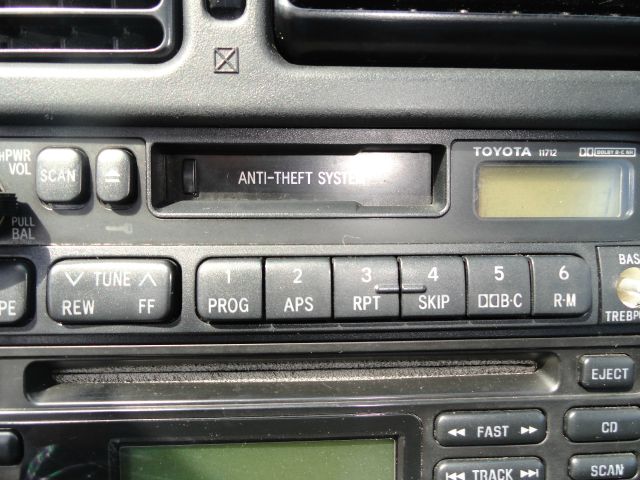 PWR
VOL
SCAN
ANTI-THEFT SYSTEM
TOYOTA 11712
DOLBY B-C NR
PULL
BAL
TUNE
REW FF
1 2 3 4 5 6
PROG APS RPT SKIP B·C R·M
BAS
TREB
EJECT
FAST
CD
TRACK
SCAN